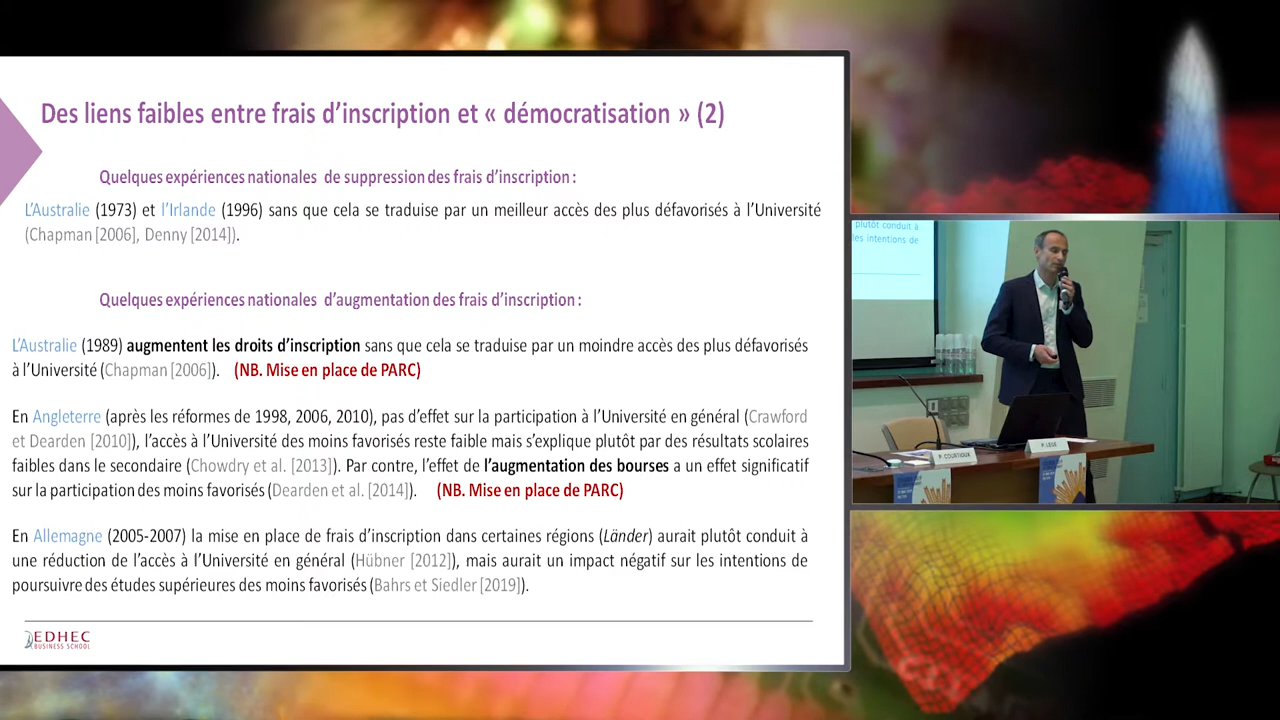 Des liens faibles entre frais d’inscription et « démocratisation » (2)
Quelques expériences nationales de suppression des frais d’inscription :
L’Australie (1973) et l’Irlande (1996) sans que cela se traduise par un meilleur accès des plus défavorisés à l’Université
(Chapman [2006], Denny [2014]).
Quelques expériences nationales d’augmentation des frais d’inscription :
L’Australie (1989) augmentent les droits d’inscription sans que cela se traduise par un moindre accès des plus défavorisés
à l’Université (Chapman [2006]). (NB. Mise en place de PARC)
En Angleterre (après les réformes de 1998, 2006, 2010), pas d’effet sur la participation à l’Université en général (Crawford
et Dearden [2010]), l’accès à l’Université des moins favorisés reste faible mais s’explique plutôt par des résultats scolaires
faibles dans le secondaire (Chowdry et al. [2013]). Par contre, l’effet de l’augmentation des bourses a un effet significatif
sur la participation des moins favorisés (Dearden et al. [2014]). (NB. Mise en place de PARC)
En Allemagne (2005-2007) la mise en place de frais d’inscription dans certaines régions (Länder) aurait plutôt conduit à
une réduction de l’accès à l’Université en général (Hübner [2012]), mais aurait un impact négatif sur les intentions de
poursuivre des études supérieures des moins favorisés (Bahrs et Siedler [2019]).
EDHEC
BUSINESS SCHOOL
plutôt conduit à
les intentions de
P. COURTIOUX
P. LEGE